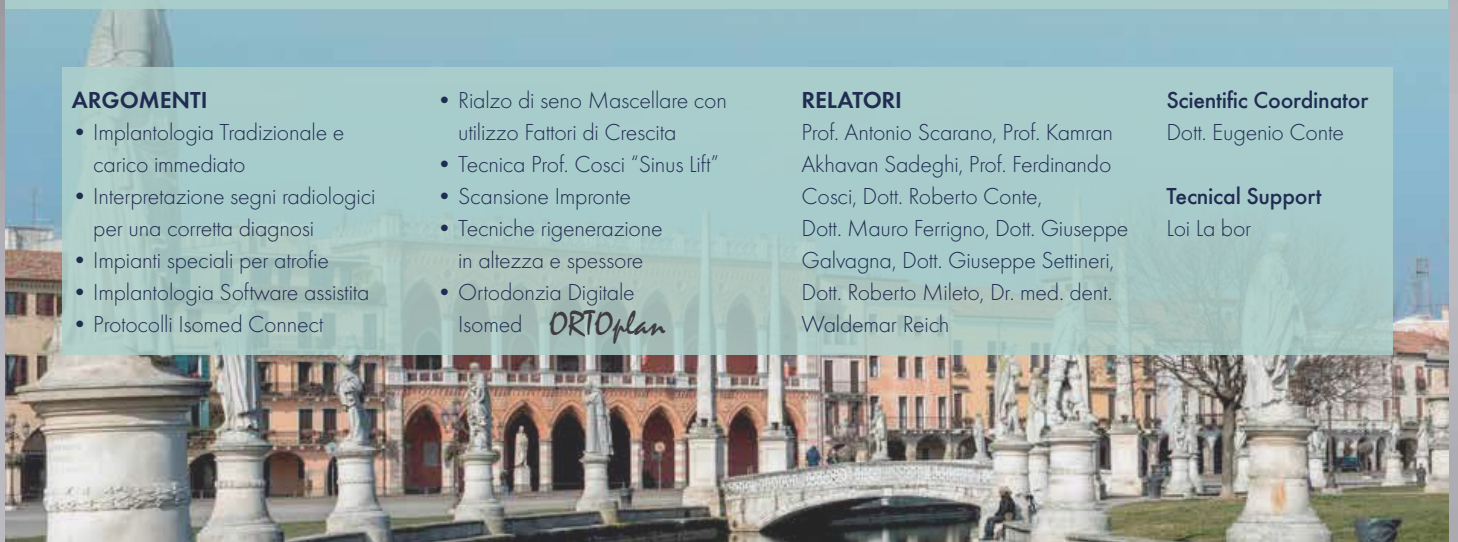 ARGOMENTI
• Implantologia Tradizionale e
carico immediato
• Interpretazione segni radiologici
per una corretta diagnosi
• Impianti speciali per atrofie
• Implantologia Software assistita
• Protocolli Isomed Connect
• Rialzo di seno Mascellare con
utilizzo Fattori di Crescita
• Tecnica Prof. Cosci “Sinus Lift”
• Scansione Impronte
• Tecniche rigenerazione
in altezza e spessore
• Ortodonzia Digitale
Isomed ORTOplan
RELATORI
Prof. Antonio Scarano, Prof. Kamran
Akhavan Sadeghi, Prof. Ferdinando
Cosci, Dott. Roberto Conte,
Dott. Mauro Ferrigno, Dott. Giuseppe
Galvagna, Dott. Giuseppe Settineri,
Dott. Roberto Mileto, Dr. med. dent.
Waldemar Reich
Scientific Coordinator
Dott. Eugenio Conte
Tecnical Support
Loi La bor